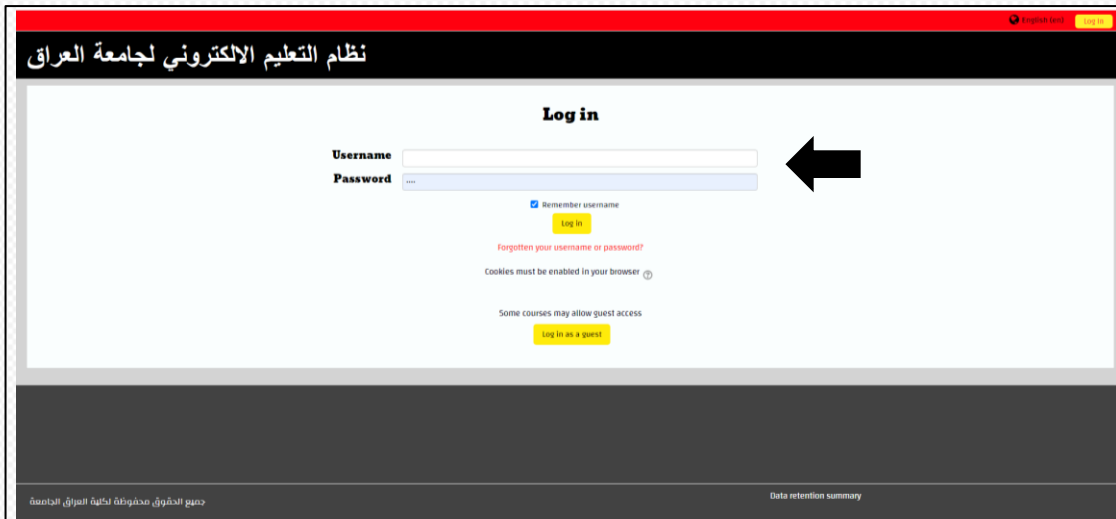 English (en)
Log in
نظام التعليم الالكتروني لجامعة العراق
Log in
Username
Password
Remember username
Log in
Forgotten your username or password?
Cookies must be enabled in your browser
Some courses may allow guest access
Log in as a guest
جميع الحقوق محفوظة لكلية العراق الجامعة
Data retention summary